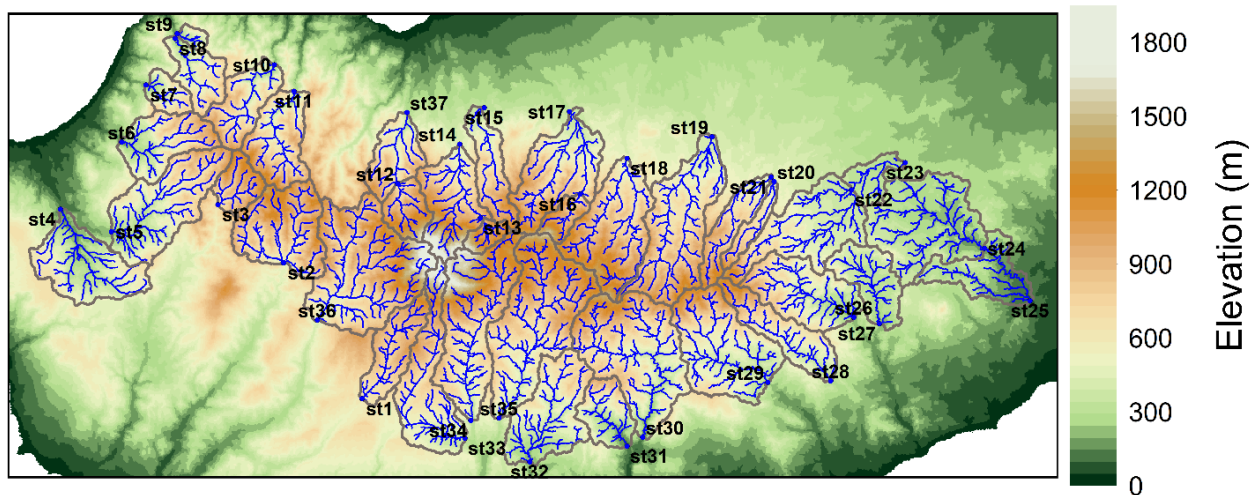 st9
st8
st10
st7
st11
st6
st37
st15
st17
st14
st19
st18
st12
st20
st21
st23
st22
st16
st3
st4
st5
st13
st24
st2
st36
st25
st26
st27
st29
st28
st1
st35
st34
st33
st30
st31
st32
1800
1500
1200
900
600
300
0
Elevation (m)